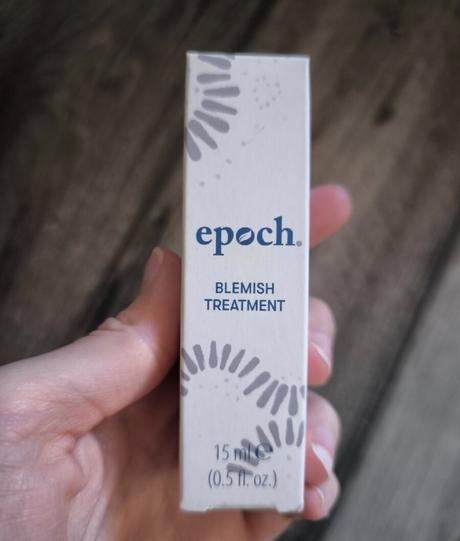 epoch®
BLEMISH
TREATMENT
15 ml ℮
(0.5 fl. oz.)